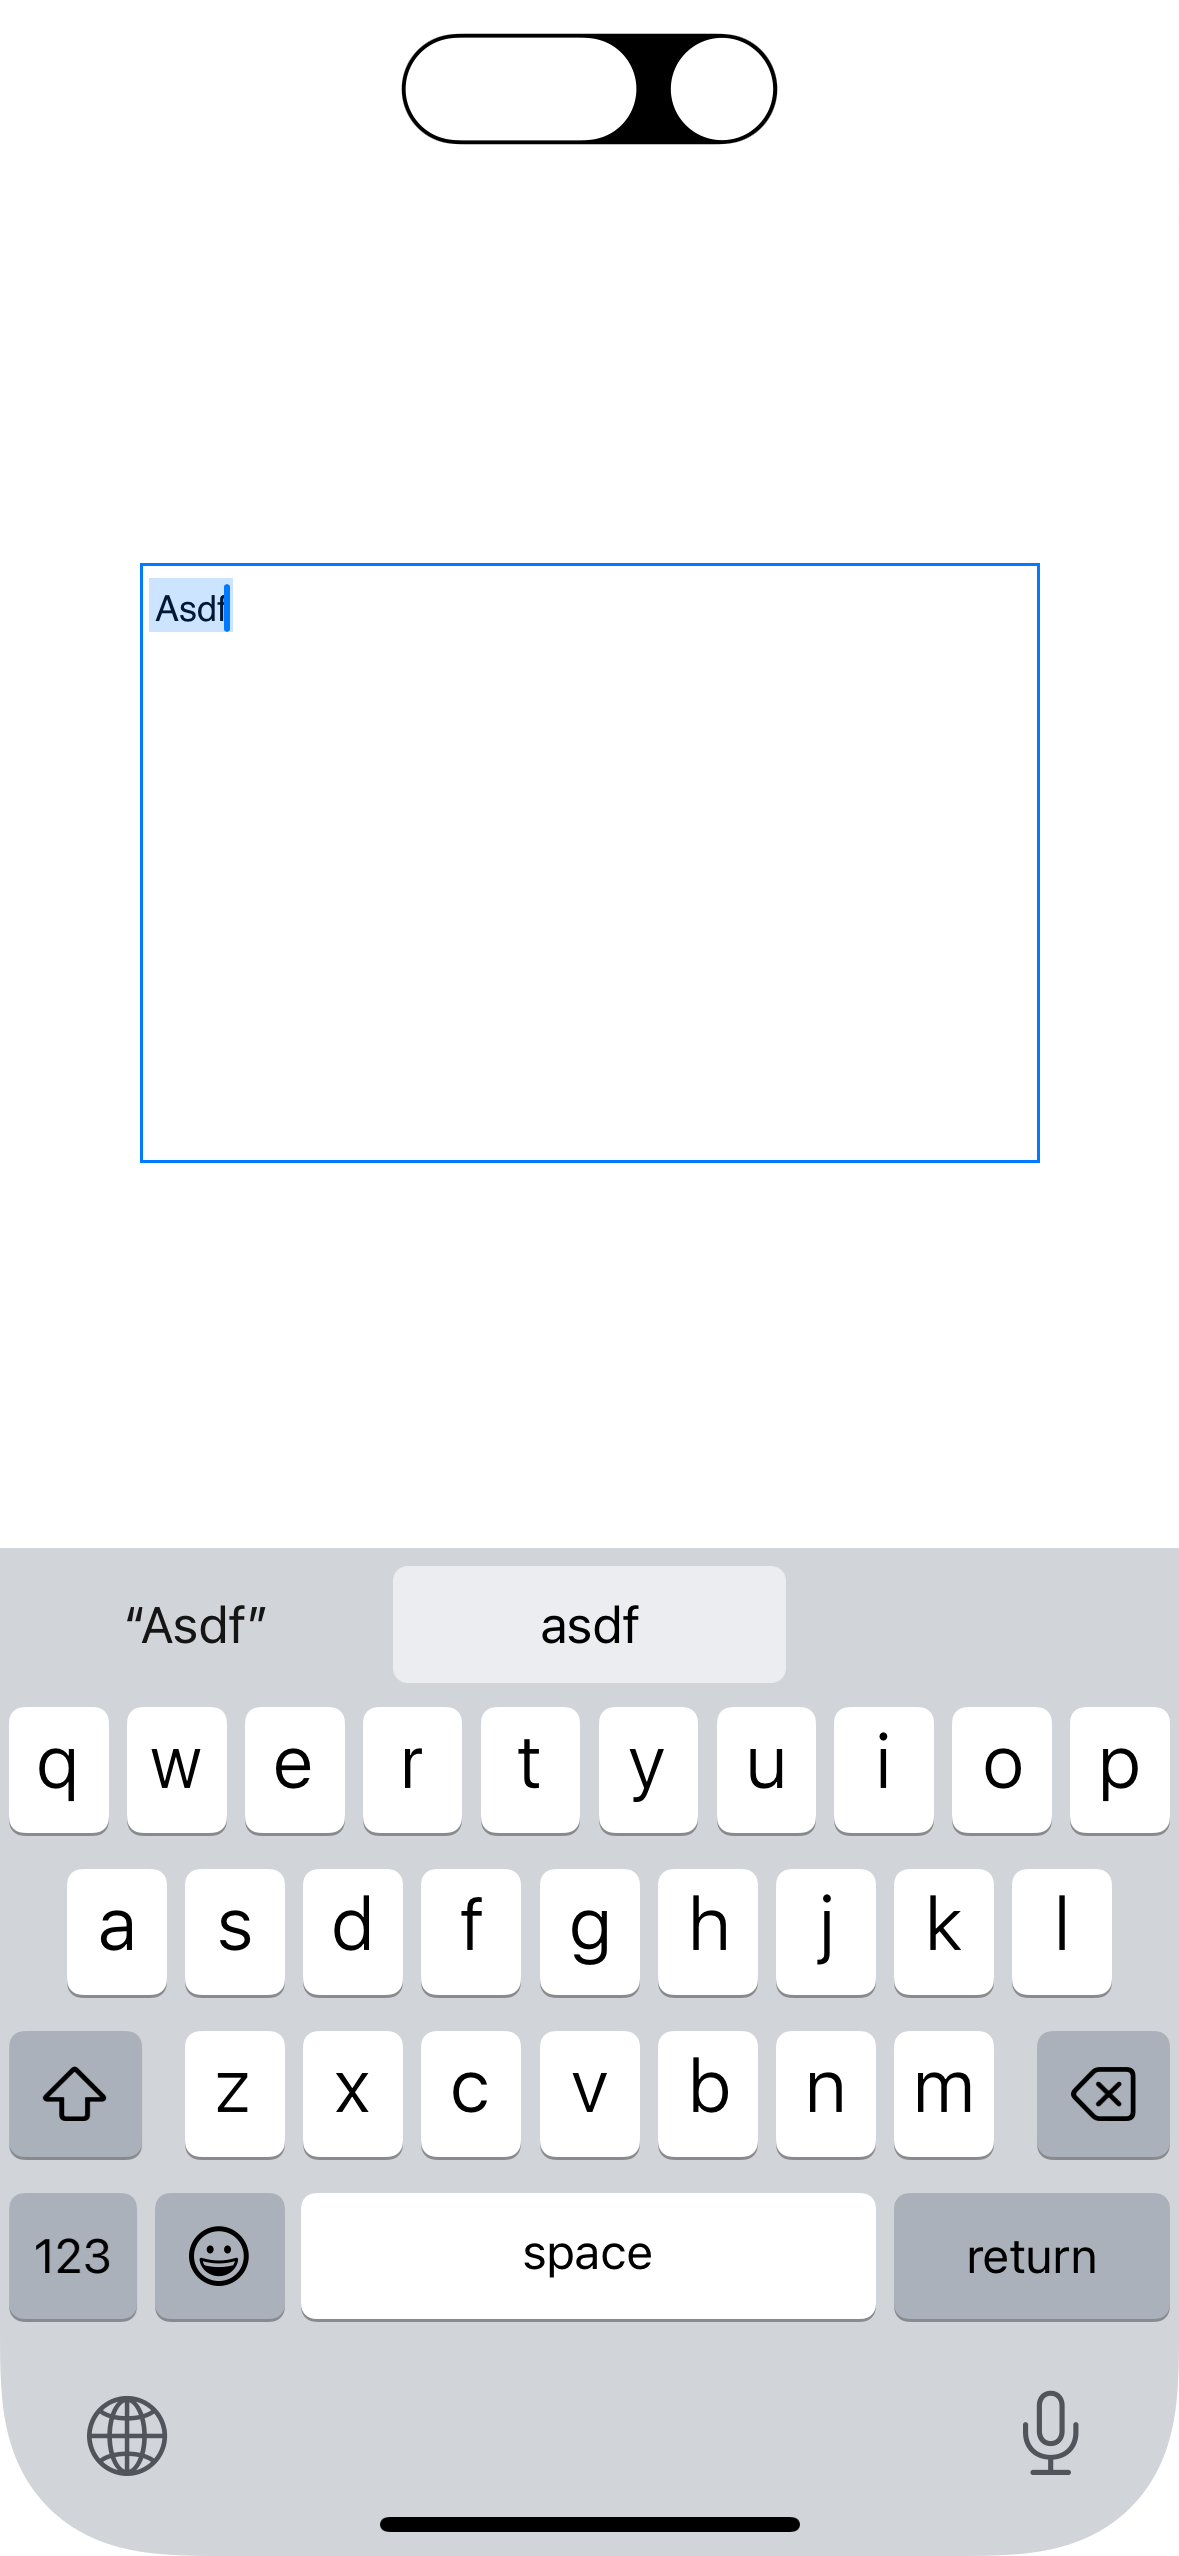 Asdf
“Asdf” asdf
q w e r t y u i o p
a s d f g h j k l
z x c v b n m
123 space return